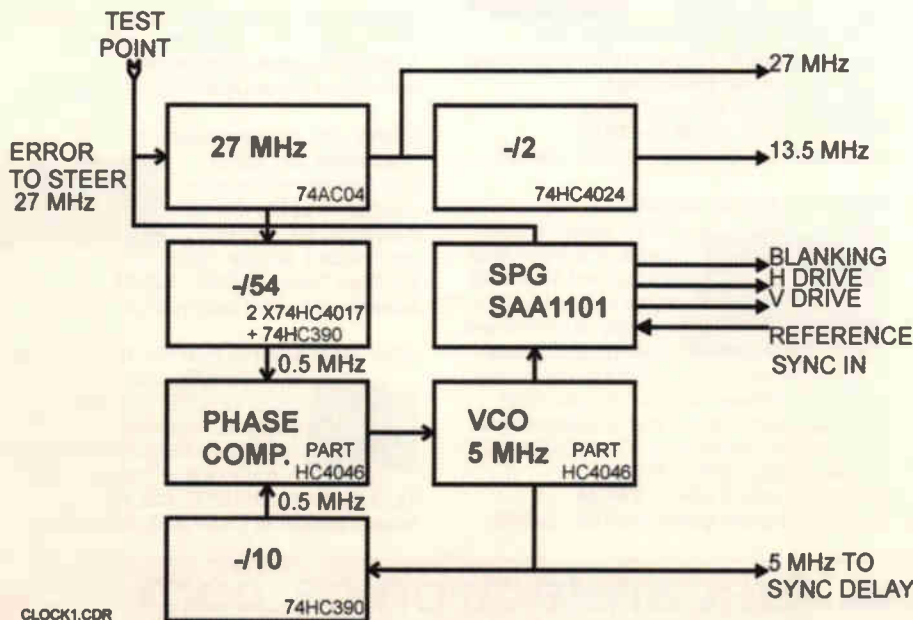 TEST
POINT
27 MHz
ERROR
TO STEER
27 MHz
27 MHz
74AC04
-/2
74HC4024
13.5 MHz
-/54
2 X74HC4017
+ 74HC390
SPG
SAA1101
BLANKING
H DRIVE
V DRIVE
REFERENCE
SYNC IN
0.5 MHz
PHASE
COMP.
PART
HC4046
VCO
5 MHz
PART
HC4046
0.5 MHz
-/10
74HC390
5 MHz TO
SYNC DELAY
CLOCK1.CDR